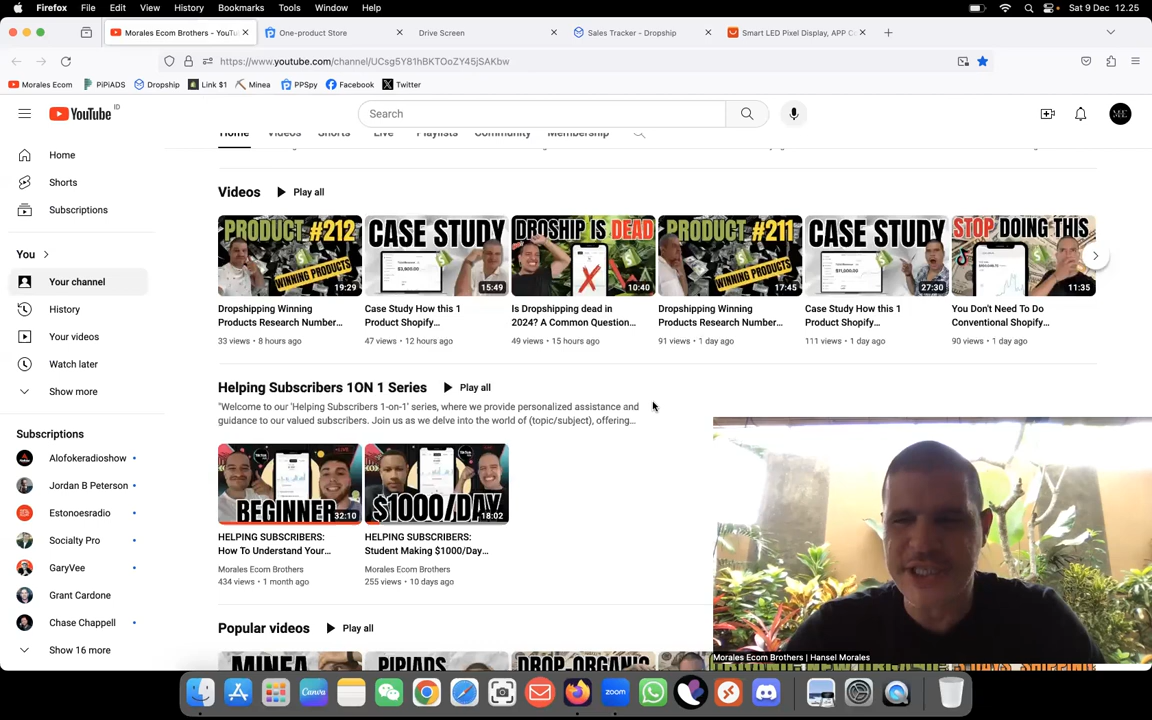 Firefox File Edit View History Bookmarks Tools Window Help Sat 9 Dec 12.25
Morales Ecom Brothers - YouTu One-product Store Drive Screen Sales Tracker - Dropship Smart LED Pixel Display, APP C
https://www.youtube.com/channel/UCsg5Y81hBKTOoZY45jSAKbw
Morales Ecom PiPiADS Dropship Link $1 Minea PPSpy Facebook Twitter
YouTube ID Search ME
Home Videos Shorts Live Playlists Community Membership
Home
Shorts
Subscriptions
You
Your channel
History
Your videos
Watch later
Show more
Subscriptions
Alofokeradioshow
Jordan B Peterson
Estonoesradio
Socialty Pro
GaryVee
Grant Cardone
Chase Chappell
Show 16 more
Videos Play all
PRODUCT #212
WINNING PRODUCTS
19:29
Dropshipping Winning
Products Research Number...
33 views • 8 hours ago
CASE STUDY
15:49
Case Study How this 1
Product Shopify...
47 views • 12 hours ago
DROSHIP IS DEAD
10:40
Is Dropshipping dead in
2024? A Common Question...
49 views • 15 hours ago
PRODUCT #211
WINNING PRODUCTS
17:45
Dropshipping Winning
Products Research Number...
91 views • 1 day ago
CASE STUDY
27:30
Case Study How this 1
Product Shopify...
111 views • 1 day ago
STOP DOING THIS
11:35
You Don't Need To Do
Conventional Shopify...
90 views • 1 day ago
Helping Subscribers 1ON 1 Series Play all
"Welcome to our 'Helping Subscribers 1-on-1' series, where we provide personalized assistance and
guidance to our valued subscribers. Join us as we delve into the world of (topic/subject), offering...
BEGINNER
32:10
HELPING SUBSCRIBERS:
How To Understand Your...
Morales Ecom Brothers
434 views • 1 month ago
$1000/DAY
18:02
HELPING SUBSCRIBERS:
Student Making $1000/Day...
Morales Ecom Brothers
255 views • 10 days ago
Popular videos Play all
MINEA PIPIADS DROP-ORGANIC
Morales Ecom Brothers | Hansel Morales
Canva zoom